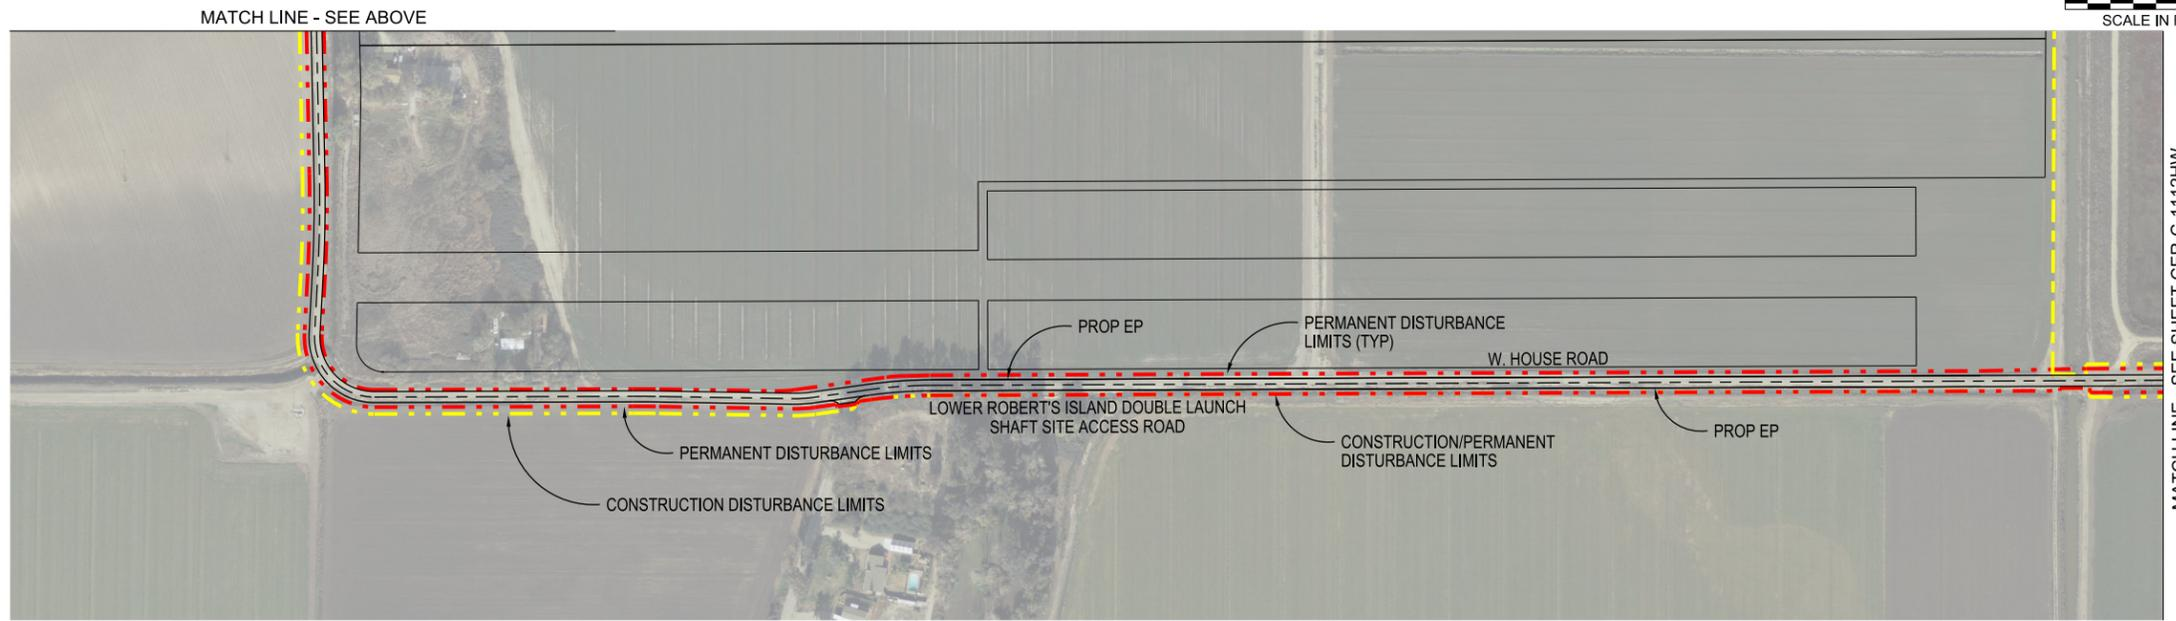 MATCH LINE - SEE ABOVE
SCALE IN
PROP EP
PERMANENT DISTURBANCE
LIMITS (TYP)
W. HOUSE ROAD
LOWER ROBERT'S ISLAND DOUBLE LAUNCH
SHAFT SITE ACCESS ROAD
PERMANENT DISTURBANCE LIMITS
CONSTRUCTION/PERMANENT
DISTURBANCE LIMITS
PROP EP
CONSTRUCTION DISTURBANCE LIMITS